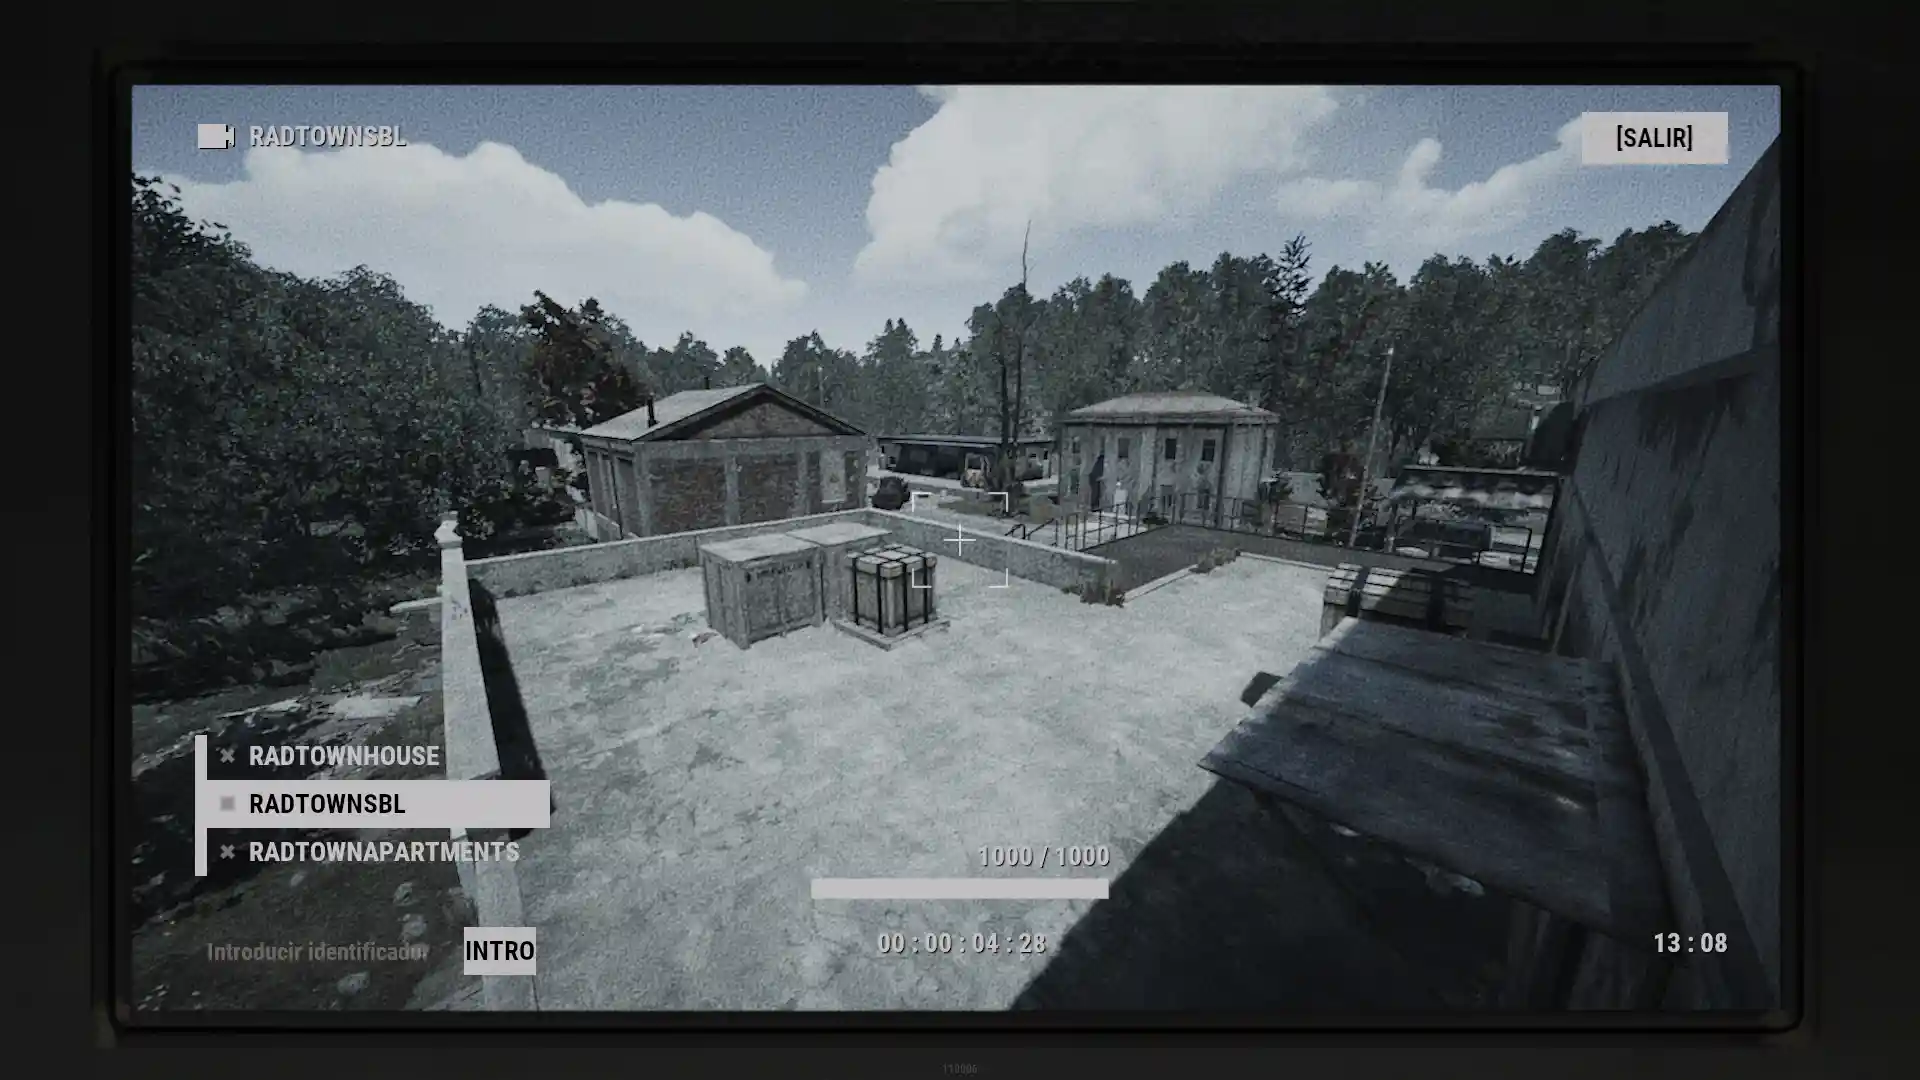 RADTOWNSBL
[SALIR]
RADTOWNHOUSE
RADTOWNSBL
RADTOWNAPARTMENTS
1000 / 1000
Introducir identificador
INTRO
00:00:04:28
13:08